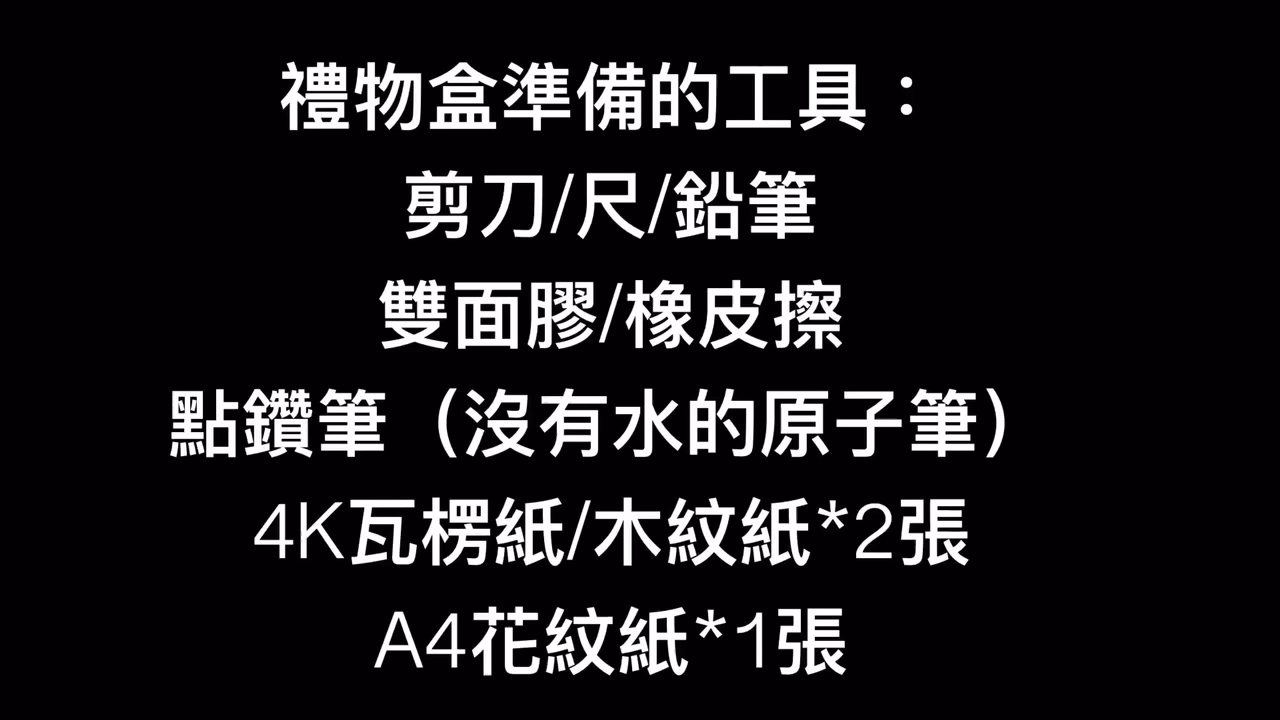 禮物盒準備的工具：
剪刀/尺/鉛筆
雙面膠/橡皮擦
點鑽筆（沒有水的原子筆）
4K瓦楞紙/木紋紙*2張
A4花紋紙*1張